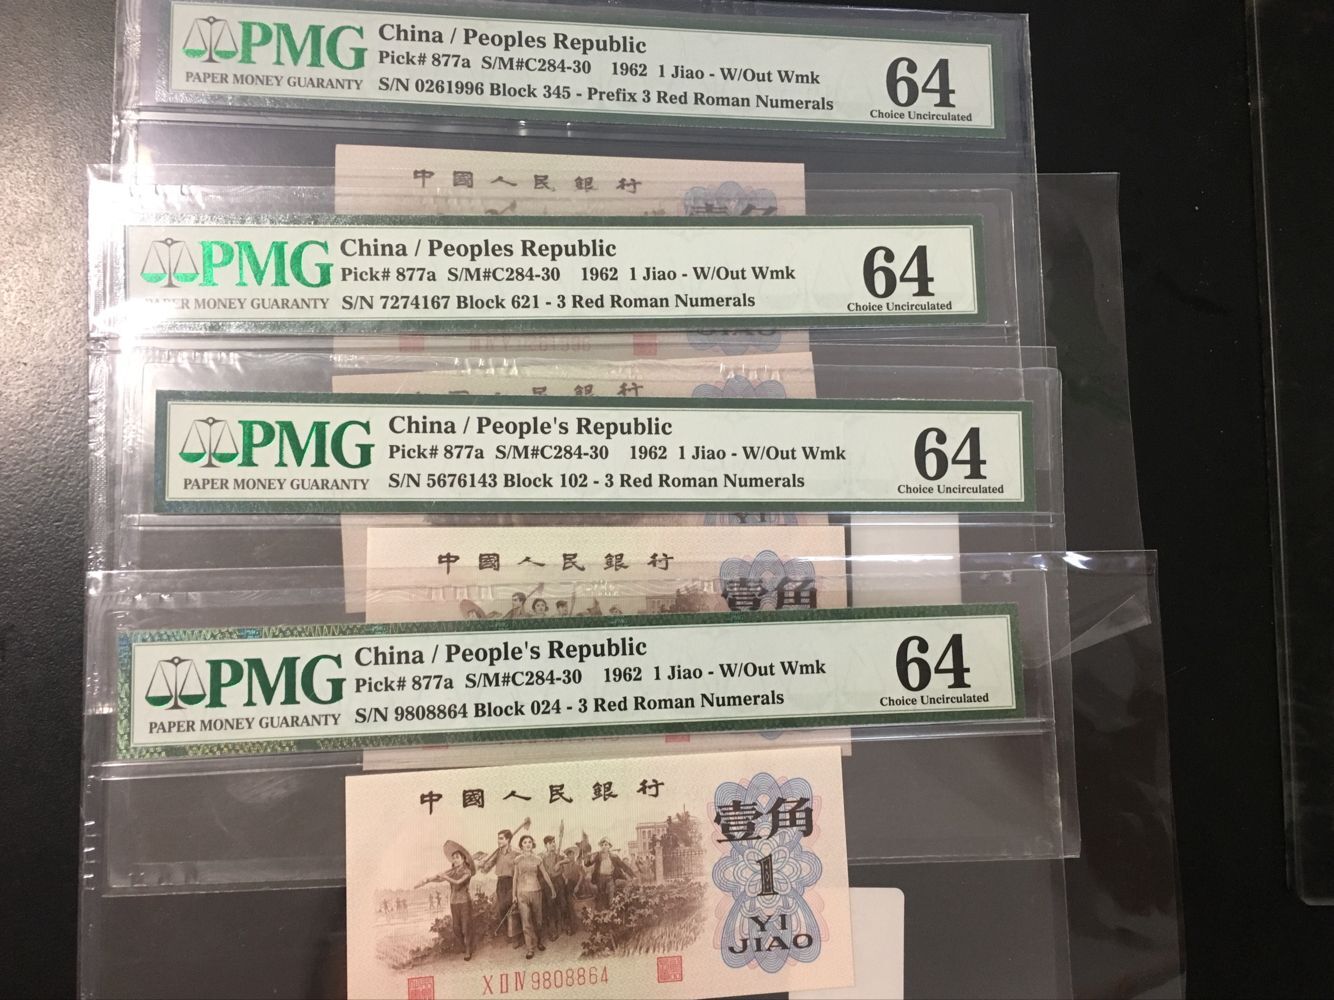 PMG
PAPER MONEY GUARANTY
China / Peoples Republic
Pick# 877a S/M#C284-30 1962 1 Jiao - W/Out Wmk
S/N 0261996 Block 345 - Prefix 3 Red Roman Numerals
64
Choice Uncirculated
中國人民銀行
壹角
PMG
PAPER MONEY GUARANTY
China / Peoples Republic
Pick# 877a S/M#C284-30 1962 1 Jiao - W/Out Wmk
S/N 7274167 Block 621 - 3 Red Roman Numerals
64
Choice Uncirculated
JIAO
PMG
PAPER MONEY GUARANTY
China / People's Republic
Pick# 877a S/M#C284-30 1962 1 Jiao - W/Out Wmk
S/N 5676143 Block 102 - 3 Red Roman Numerals
64
Choice Uncirculated
YI
中國人民銀行
壹角
PMG
PAPER MONEY GUARANTY
China / People's Republic
Pick# 877a S/M#C284-30 1962 1 Jiao - W/Out Wmk
S/N 9808864 Block 024 - 3 Red Roman Numerals
64
Choice Uncirculated
中國人民銀行
壹角
1
YI
JIAO
X II IV 9808864